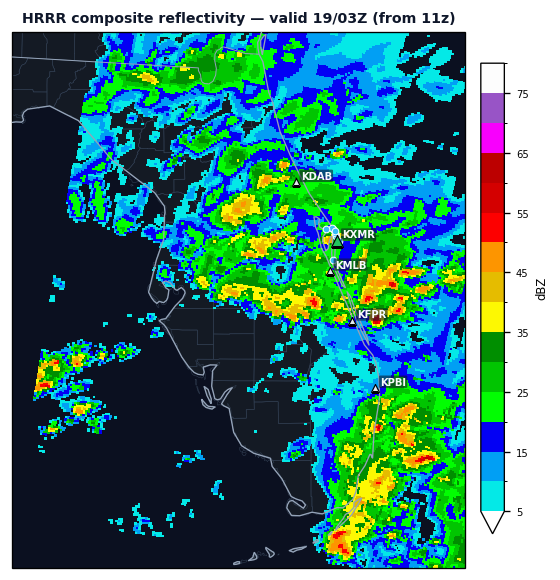 HRRR composite reflectivity — valid 19/03Z (from 11z)
KDAB
KXMR
KMLB
KFPR
KPBI
75
65
55
45
35
25
15
5
dBZ